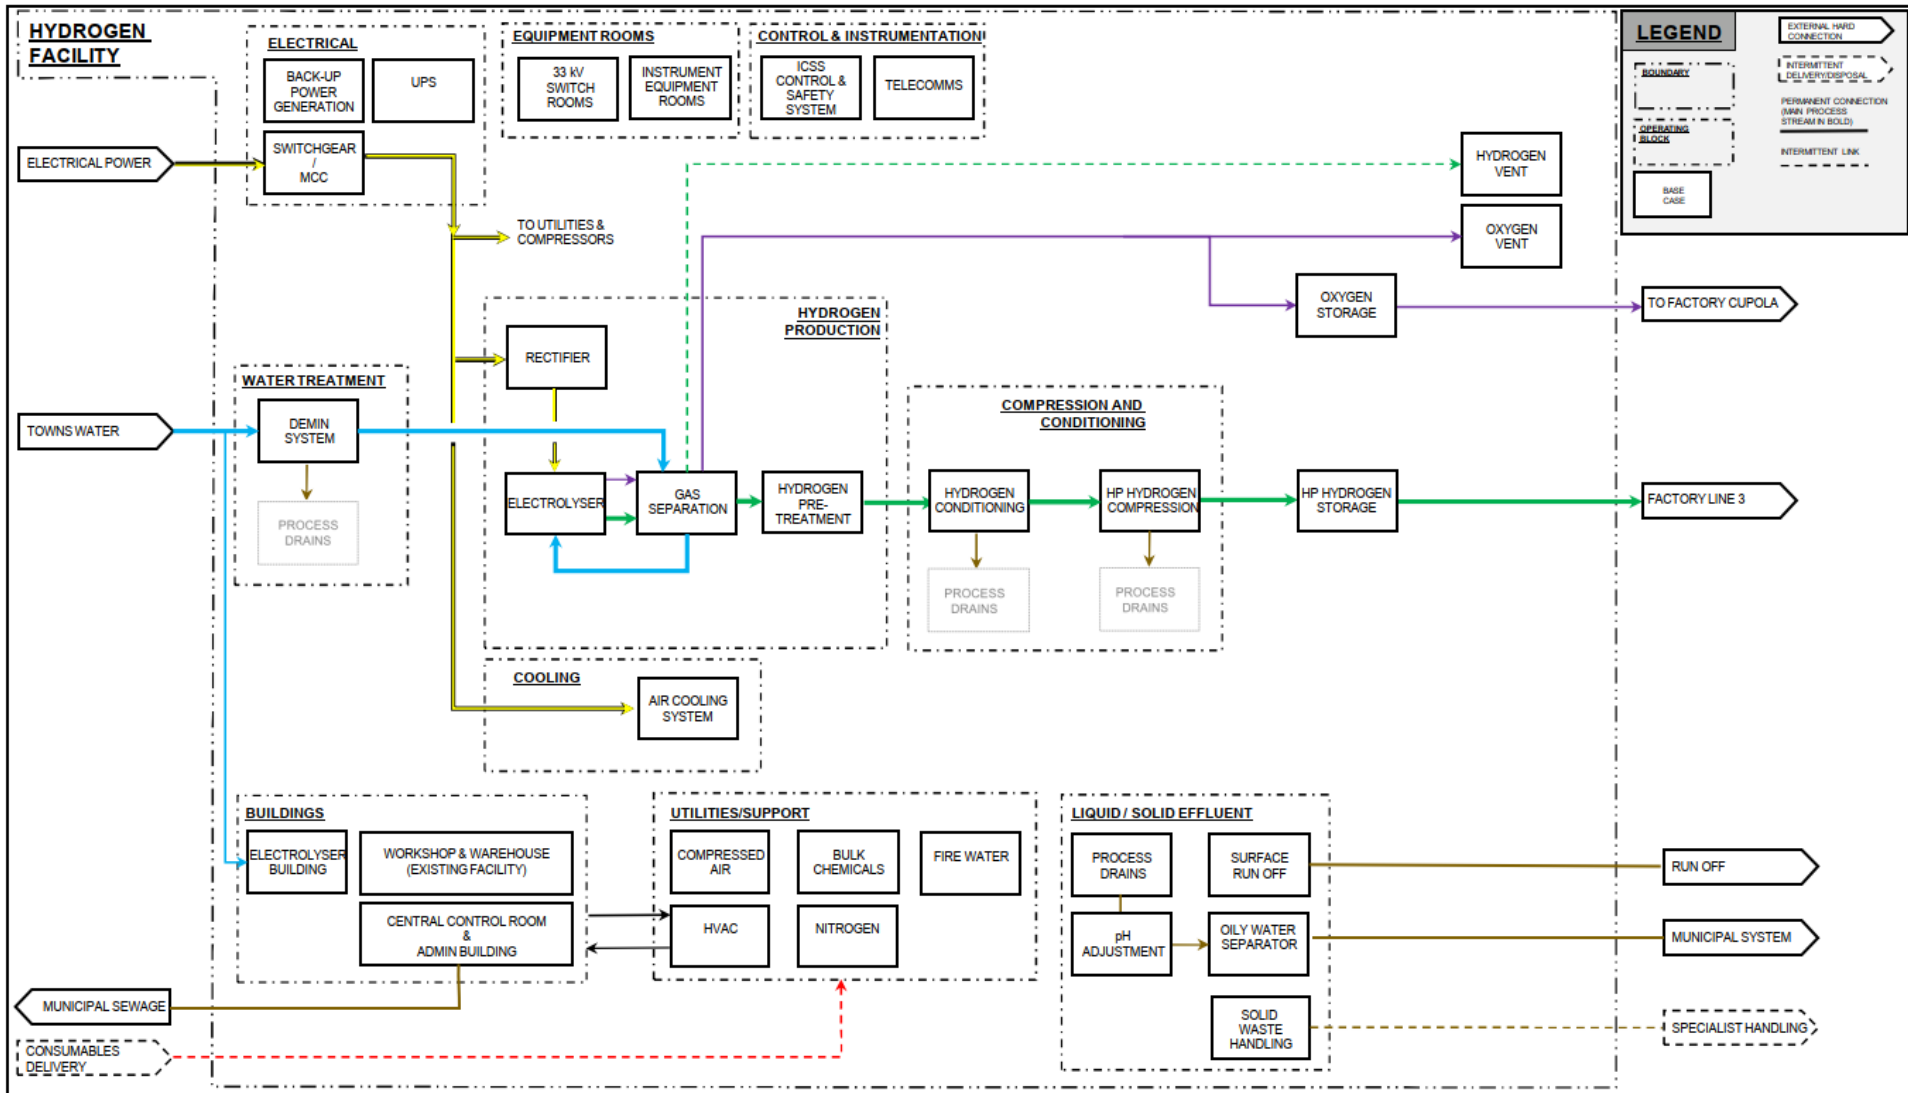 HYDROGEN
FACILITY
ELECTRICAL
BACK-UP
POWER
GENERATION
UPS
SWITCHGEAR
/
MCC
EQUIPMENT ROOMS
33 kV
SWITCH
ROOMS
INSTRUMENT
EQUIPMENT
ROOMS
CONTROL & INSTRUMENTATION
ICSS
CONTROL &
SAFETY
SYSTEM
TELECOMMS
LEGEND
EXTERNAL HARD
CONNECTION
BOUNDARY
INTERMITTENT
DELIVERY/DISPOSAL
PERMANENT CONNECTION
(MAIN PROCESS
STREAM IN BOLD)
OPERATING
BLOCK
INTERMITTENT LINK
BASE
CASE
ELECTRICAL POWER
TO UTILITIES &
COMPRESSORS
HYDROGEN
VENT
OXYGEN
VENT
OXYGEN
STORAGE
TO FACTORY CUPOLA
HYDROGEN
PRODUCTION
RECTIFIER
WATER TREATMENT
DEMIN
SYSTEM
PROCESS
DRAINS
TOWNS WATER
ELECTROLYSER
GAS
SEPARATION
HYDROGEN
PRE-
TREATMENT
COMPRESSION AND
CONDITIONING
HYDROGEN
CONDITIONING
HP HYDROGEN
COMPRESSION
PROCESS
DRAINS
PROCESS
DRAINS
HP HYDROGEN
STORAGE
FACTORY LINE 3
COOLING
AIR COOLING
SYSTEM
BUILDINGS
ELECTROLYSER
BUILDING
WORKSHOP & WAREHOUSE
(EXISTING FACILITY)
CENTRAL CONTROL ROOM
&
ADMIN BUILDING
UTILITIES/SUPPORT
COMPRESSED
AIR
BULK
CHEMICALS
FIRE WATER
HVAC
NITROGEN
LIQUID / SOLID EFFLUENT
PROCESS
DRAINS
SURFACE
RUN OFF
pH
ADJUSTMENT
OILY WATER
SEPARATOR
SOLID
WASTE
HANDLING
RUN OFF
MUNICIPAL SYSTEM
SPECIALIST HANDLING
MUNICIPAL SEWAGE
CONSUMABLES
DELIVERY